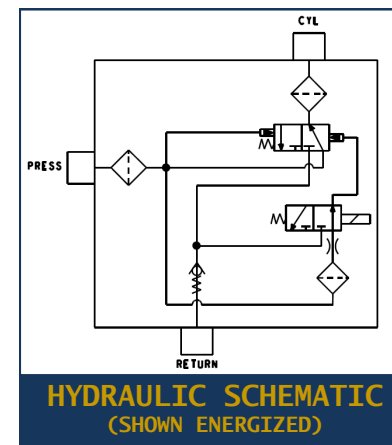 CYL
PRESS
RETURN
HYDRAULIC SCHEMATIC
(SHOWN ENERGIZED)